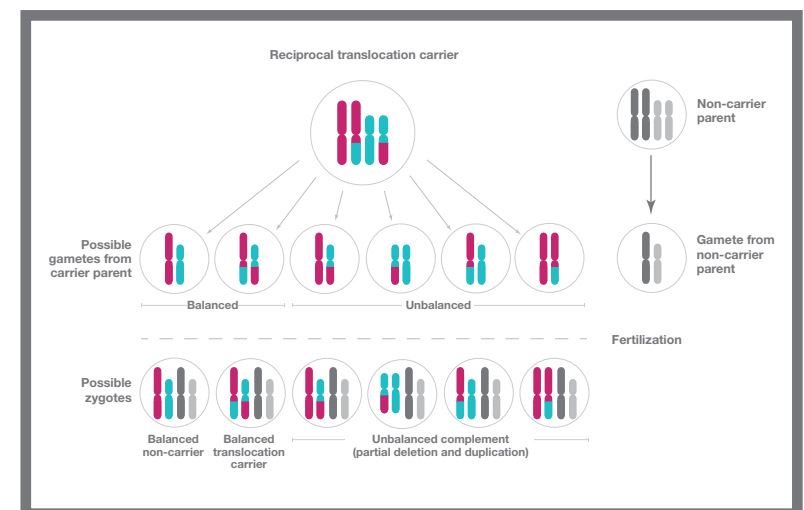 Reciprocal translocation carrier
Non-carrier
parent
Possible
gametes from
carrier parent
Gamete from
non-carrier
parent
Balanced
Unbalanced
Fertilization
Possible
zygotes
Balanced
non-carrier
Balanced
translocation
carrier
Unbalanced complement
(partial deletion and duplication)